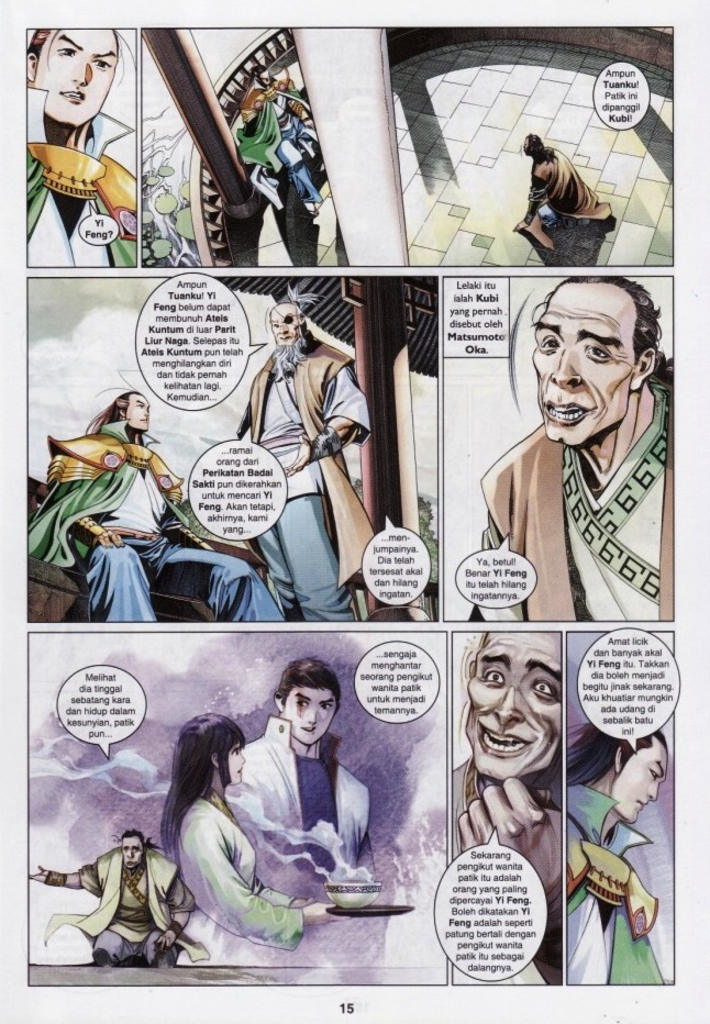 Yi
Feng?
Ampun
Tuanku!
Patik ini
dipanggil
Kubi!
Ampun
Tuanku! Yi
Feng belum dapat
membunuh Ateis
Kuntum di luar Parit
Liur Naga. Selepas itu
Ateis Kuntum pun telah
menghilangkan diri
dan tidak pernah
kelihatan lagi.
Kemudian...
...ramai
orang dari
Perikatan Badai
Sakti pun dikerahkan
untuk mencari Yi
Feng. Akan tetapi,
akhirnya, kami
yang...
...men-
jumpainya.
Dia telah
tersesat akal
dan hilang
ingatan.
Lelaki itu
ialah Kubi
yang pernah
disebut oleh
Matsumoto
Oka.
Ya, betul!
Benar Yi Feng
itu telah hilang
ingatannya.
Melihat
dia tinggal
sebatang kara
dan hidup dalam
kesunyian, patik
pun...
...sengaja
menghantar
seorang pengikut
wanita patik
untuk menjadi
temannya.
Sekarang
pengikut wanita
patik itu adalah
orang yang paling
dipercayai Yi Feng.
Boleh dikatakan Yi
Feng adalah seperti
patung bertali dengan
pengikut wanita
patik itu sebagai
dalangnya.
Amat licik
dan banyak akal
Yi Feng itu. Takkan
dia boleh menjadi
begitu jinak sekarang.
Aku khuatiar mungkin
ada udang di
sebalik batu
ini!
15